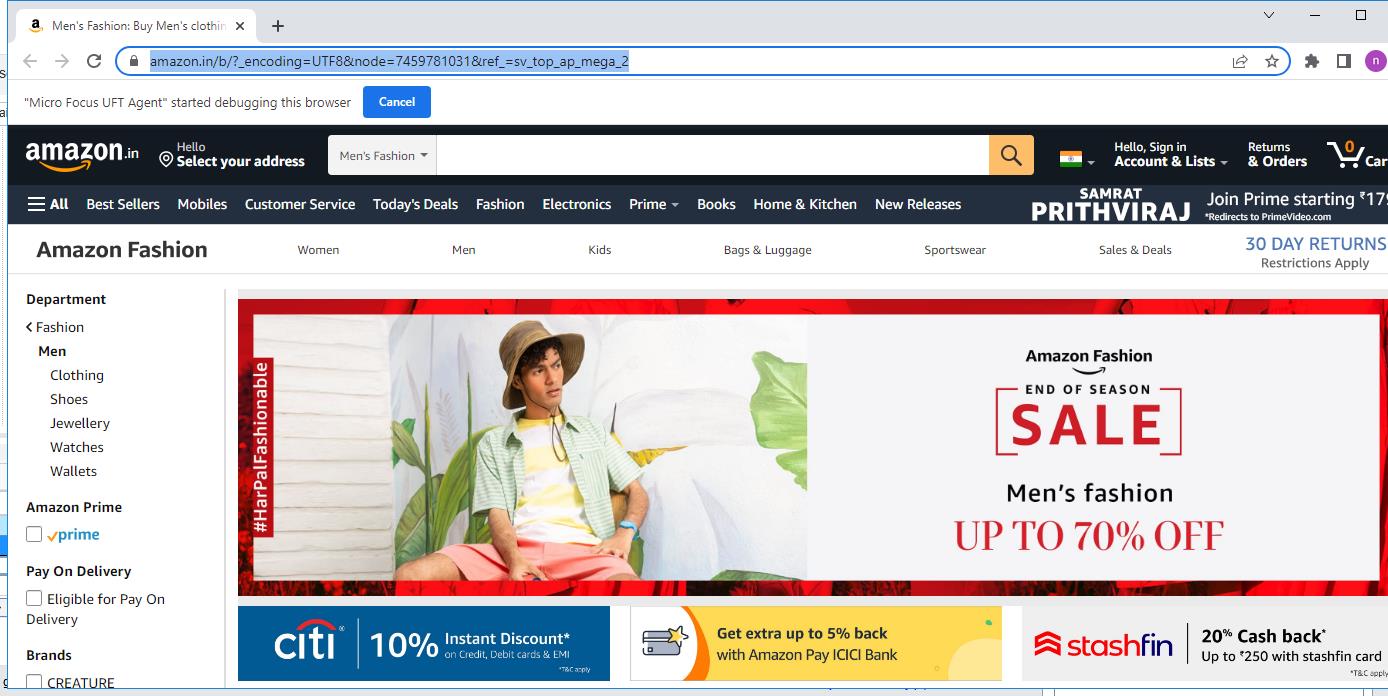 Men's Fashion: Buy Men's clothin
amazon.in/b/?_encoding=UTF8&node=7459781031&ref_=sv_top_ap_mega_2
n
"Micro Focus UFT Agent" started debugging this browser
Cancel
amazon.in
Hello
Select your address
Men's Fashion
Hello, Sign in
Account & Lists
Returns
& Orders
0
Car
All
Best Sellers
Mobiles
Customer Service
Today's Deals
Fashion
Electronics
Prime
Books
Home & Kitchen
New Releases
SAMRAT
PRITHVIRAJ
Join Prime starting ₹179
*Redirects to PrimeVideo.com
Amazon Fashion
Women
Men
Kids
Bags & Luggage
Sportswear
Sales & Deals
30 DAY RETURNS
Restrictions Apply
Department
Fashion
Men
Clothing
Shoes
Jewellery
Watches
Wallets
Amazon Prime
prime
Pay On Delivery
Eligible for Pay On
Delivery
Brands
CREATURE
#HarPalFashionable
Amazon Fashion
END OF SEASON
SALE
Men's fashion
UP TO 70% OFF
citi®
10% Instant Discount*
on Credit, Debit cards & EMI
*T&C apply
Get extra up to 5% back
with Amazon Pay ICICI Bank
stashfin
20% Cash back*
Up to ₹250 with stashfin card
*T&C apply